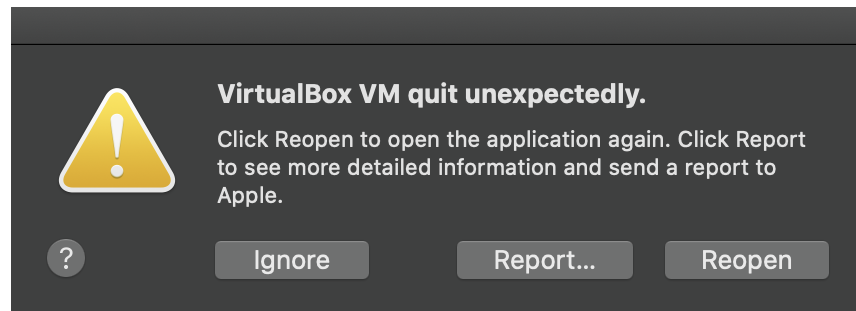 VirtualBox VM quit unexpectedly.
Click Reopen to open the application again. Click Report
to see more detailed information and send a report to
Apple.
?
Ignore
Report...
Reopen